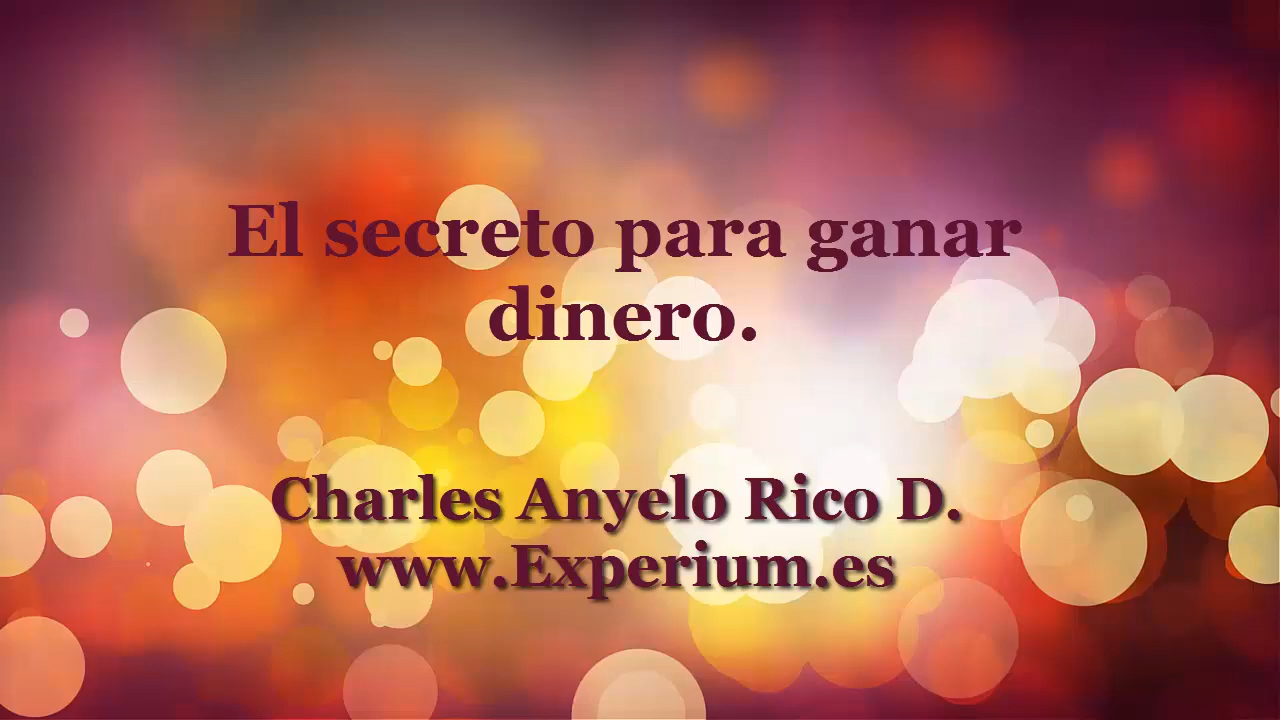 El secreto para ganar
dinero.
Charles Anyelo Rico D.
www.Experium.es